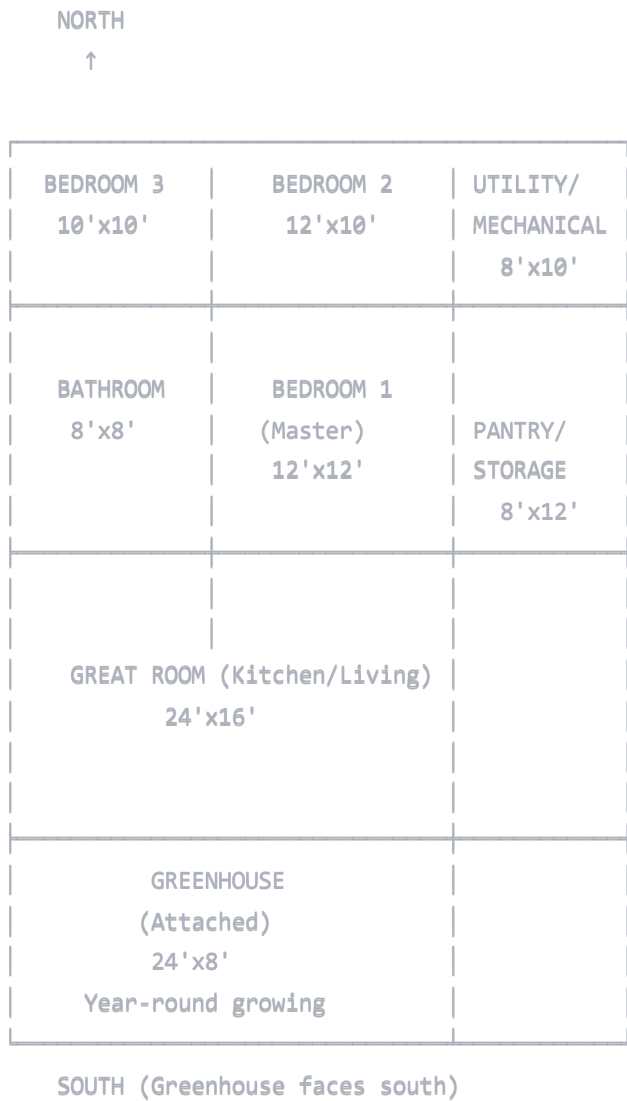 NORTH
↑
BEDROOM 3 BEDROOM 2 UTILITY/
10'x10' 12'x10' MECHANICAL
8'x10'
BATHROOM BEDROOM 1
8'x8' (Master) PANTRY/
12'x12' STORAGE
8'x12'
GREAT ROOM (Kitchen/Living)
24'x16'
GREENHOUSE
(Attached)
24'x8'
Year-round growing
SOUTH (Greenhouse faces south)